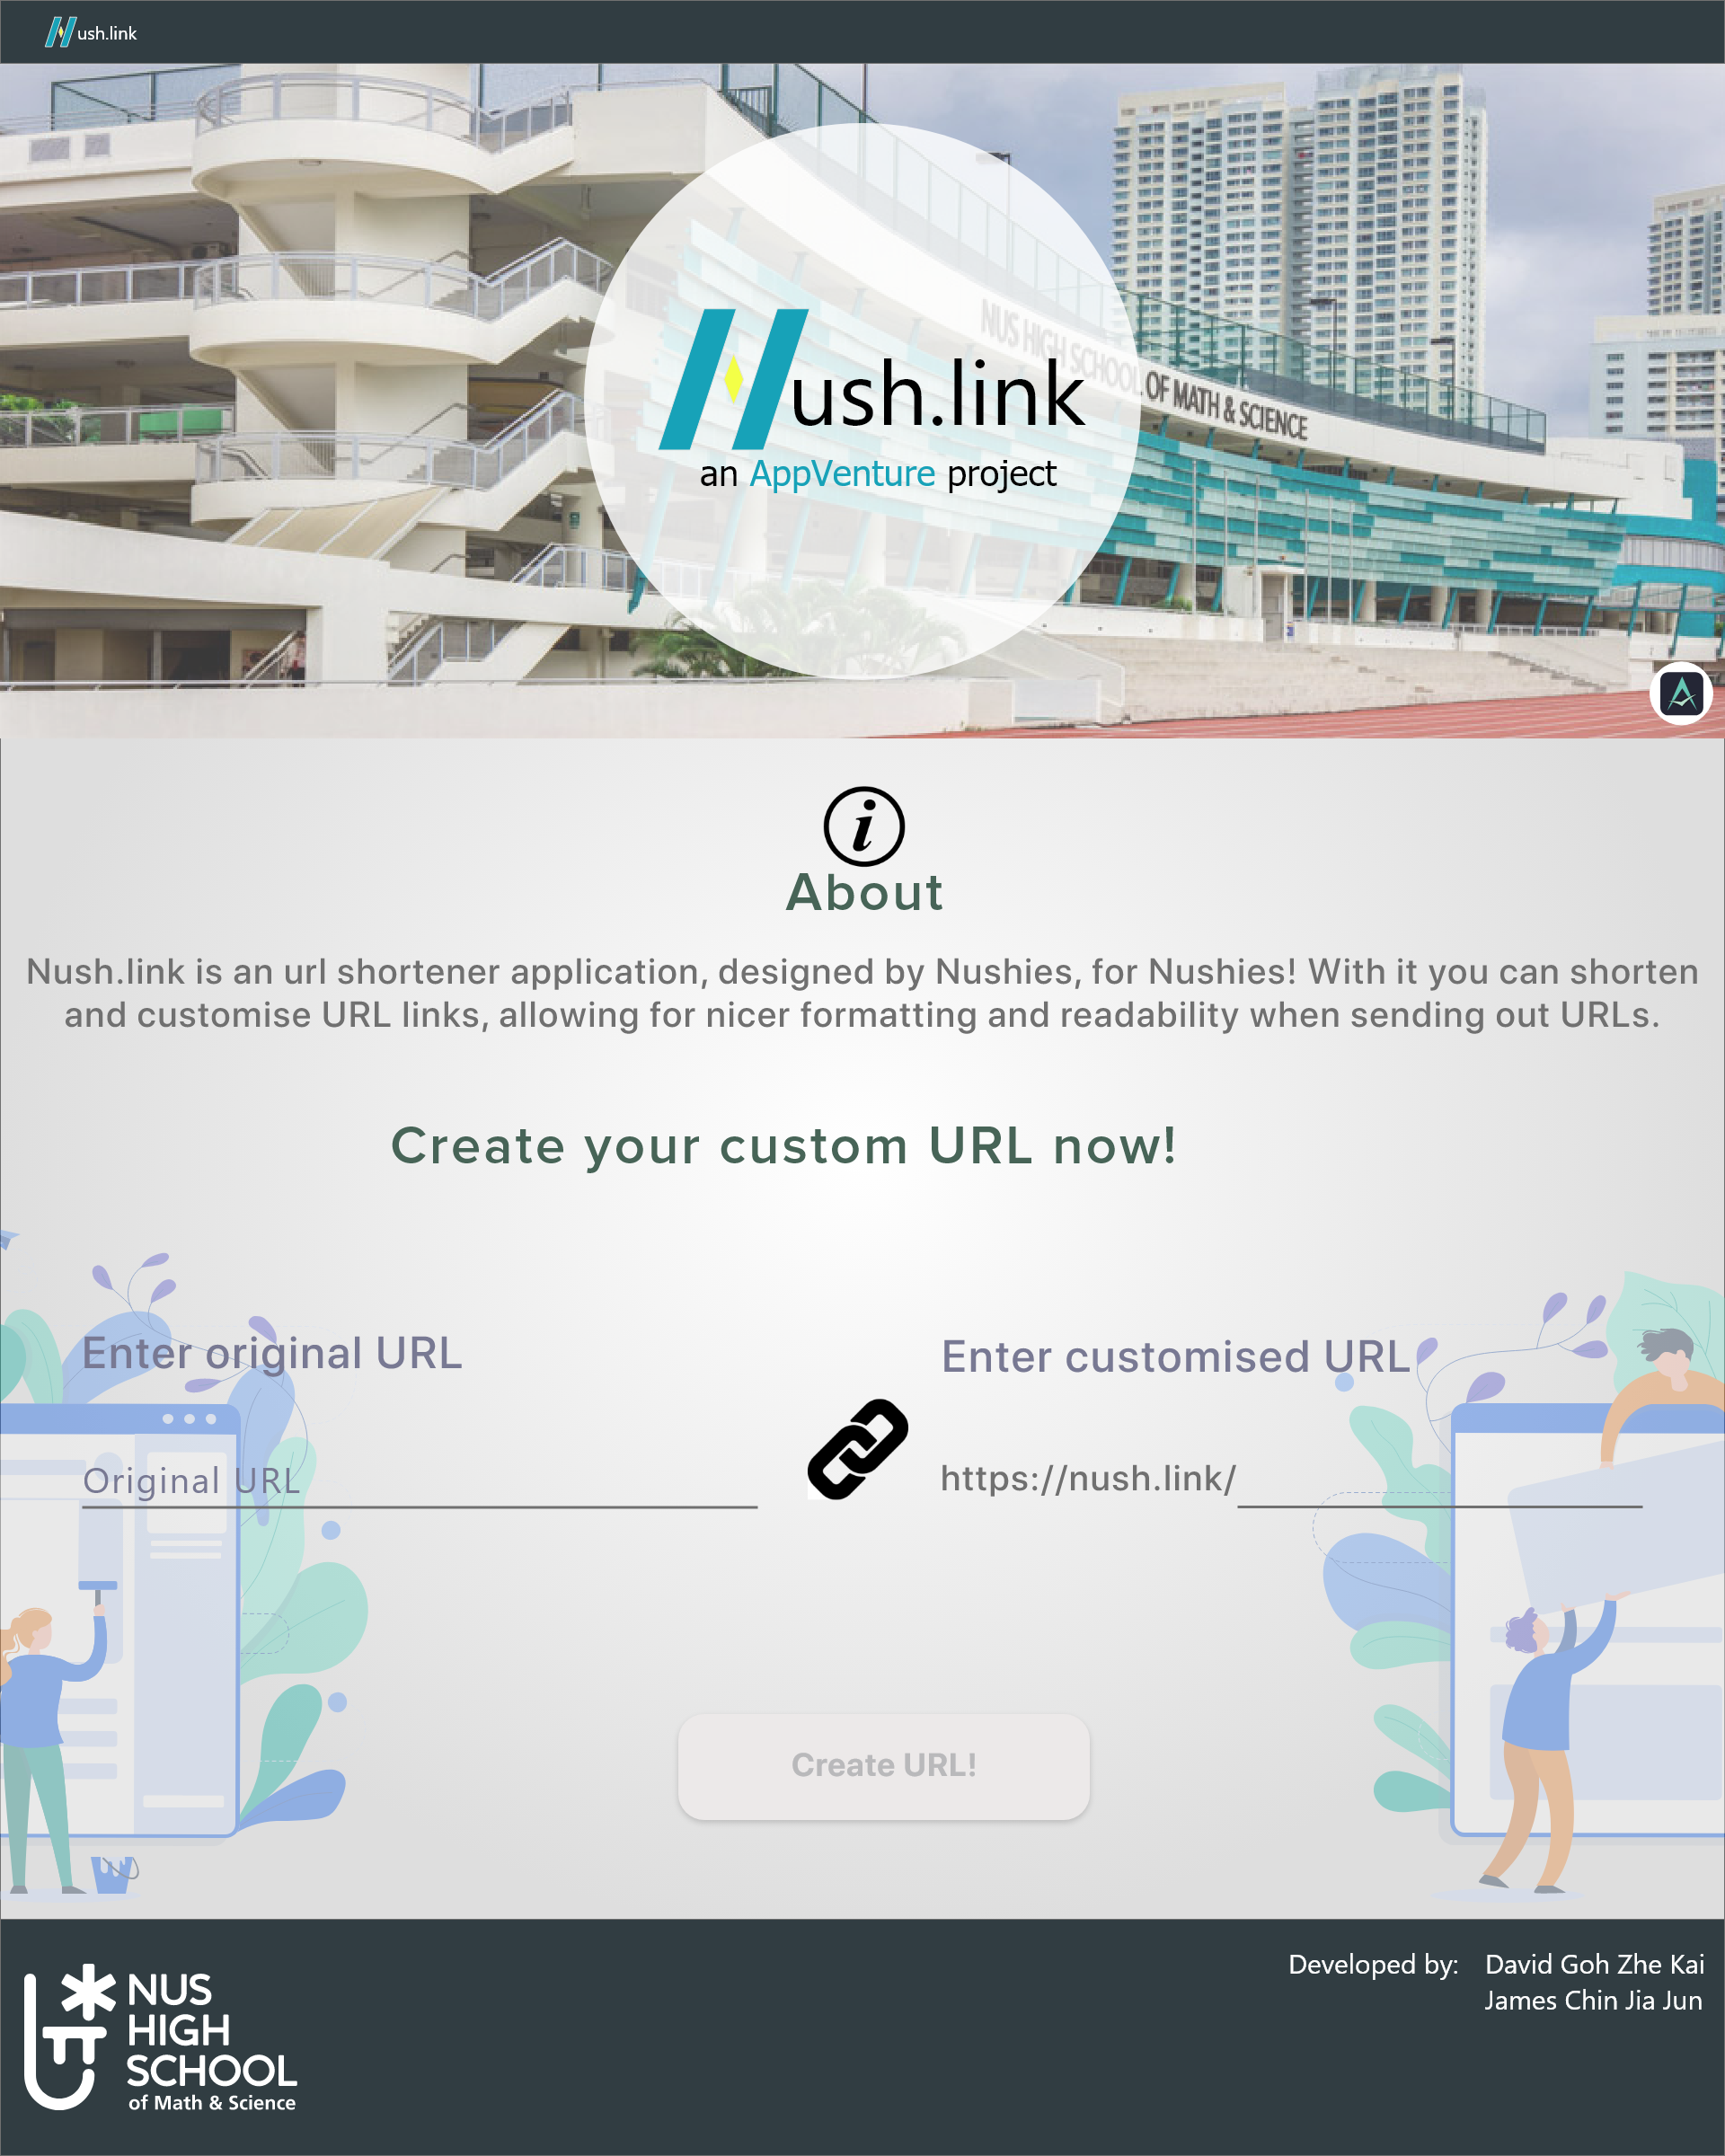 ush.link
NUS HIGH SCHOOL OF MATH & SCIENCE
ush.link
an AppVenture project
i
About
Nush.link is an url shortener application, designed by Nushies, for Nushies! With it you can shorten
and customise URL links, allowing for nicer formatting and readability when sending out URLs.
Create your custom URL now!
Enter original URL
Enter customised URL
Original URL
https://nush.link/
Create URL!
Developed by: David Goh Zhe Kai
James Chin Jia Jun
NUS
HIGH
SCHOOL
of Math & Science